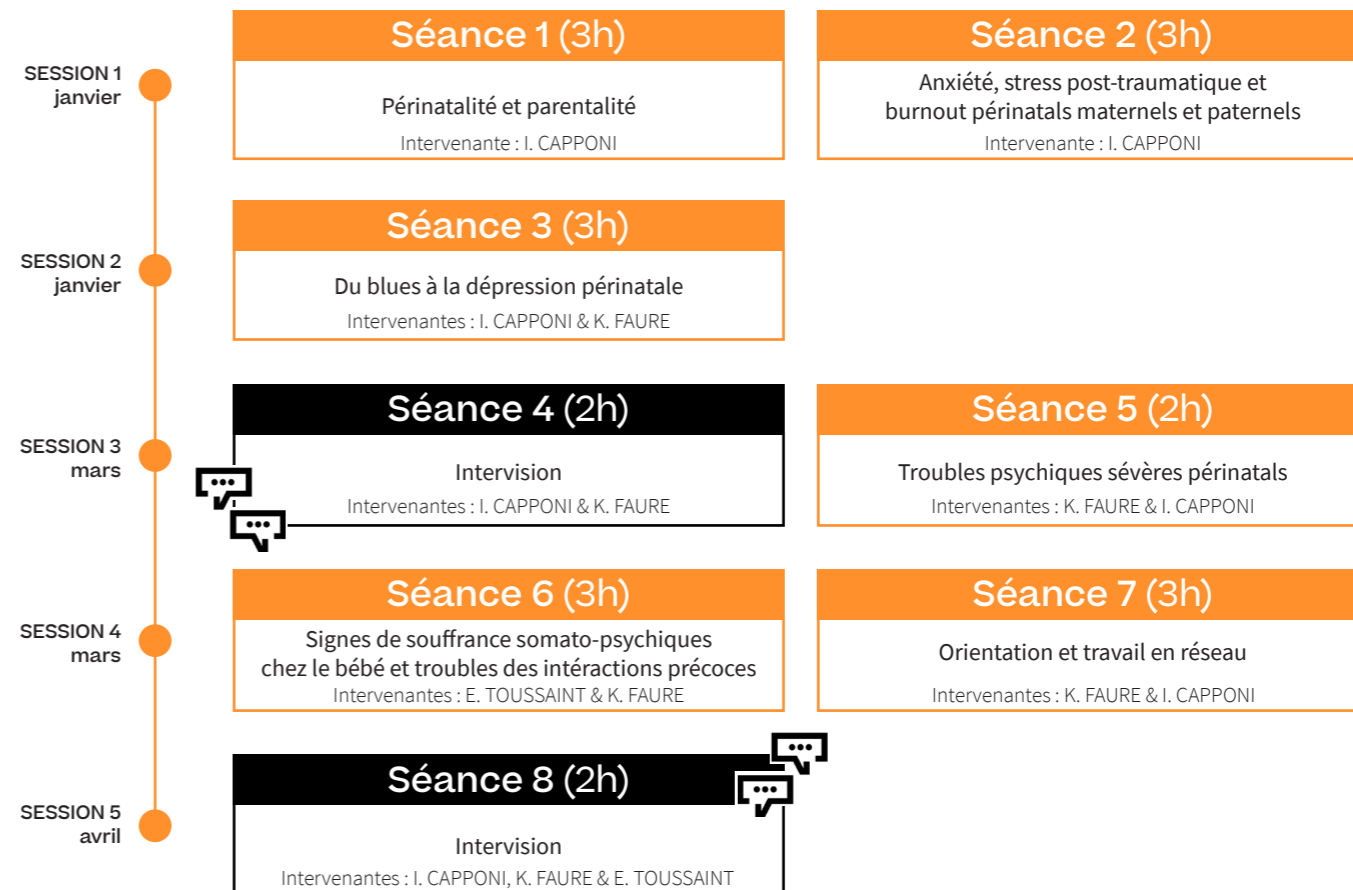 SESSION 1
janvier
Séance 1 (3h)
Périnatalité et parentalité
Intervenante : I. CAPPONI
Séance 2 (3h)
Anxiété, stress post-traumatique et
burnout périnatals maternels et paternels
Intervenante : I. CAPPONI
SESSION 2
janvier
Séance 3 (3h)
Du blues à la dépression périnatale
Intervenantes : I. CAPPONI & K. FAURE
SESSION 3
mars
Séance 4 (2h)
Intervision
Intervenantes : I. CAPPONI & K. FAURE
Séance 5 (2h)
Troubles psychiques sévères périnatals
Intervenantes : K. FAURE & I. CAPPONI
SESSION 4
mars
Séance 6 (3h)
Signes de souffrance somato-psychiques
chez le bébé et troubles des intéractions précoces
Intervenantes : E. TOUSSAINT & K. FAURE
Séance 7 (3h)
Orientation et travail en réseau
Intervenantes : K. FAURE & I. CAPPONI
SESSION 5
avril
Séance 8 (2h)
Intervision
Intervenantes : I. CAPPONI, K. FAURE & E. TOUSSAINT